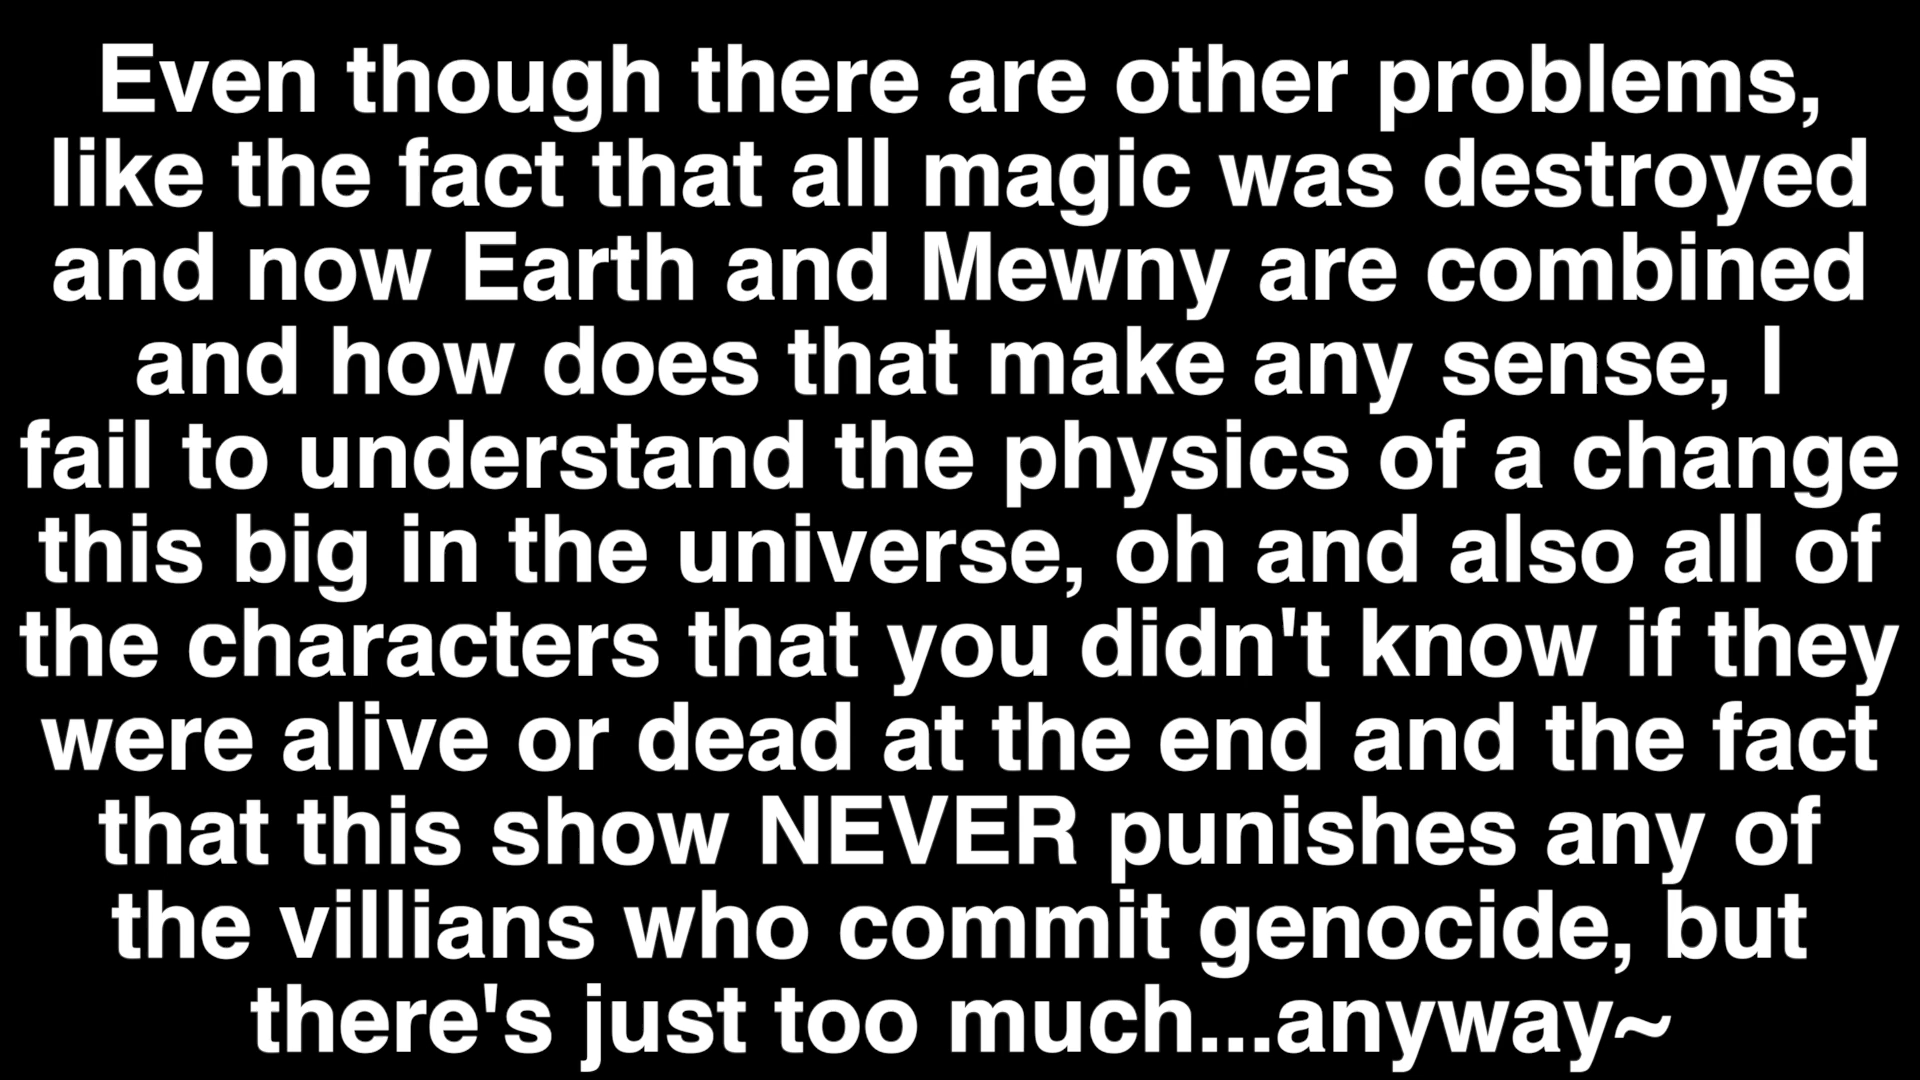 Even though there are other problems,
like the fact that all magic was destroyed
and now Earth and Mewny are combined
and how does that make any sense, I
fail to understand the physics of a change
this big in the universe, oh and also all of
the characters that you didn't know if they
were alive or dead at the end and the fact
that this show NEVER punishes any of
the villians who commit genocide, but
there's just too much...anyway~